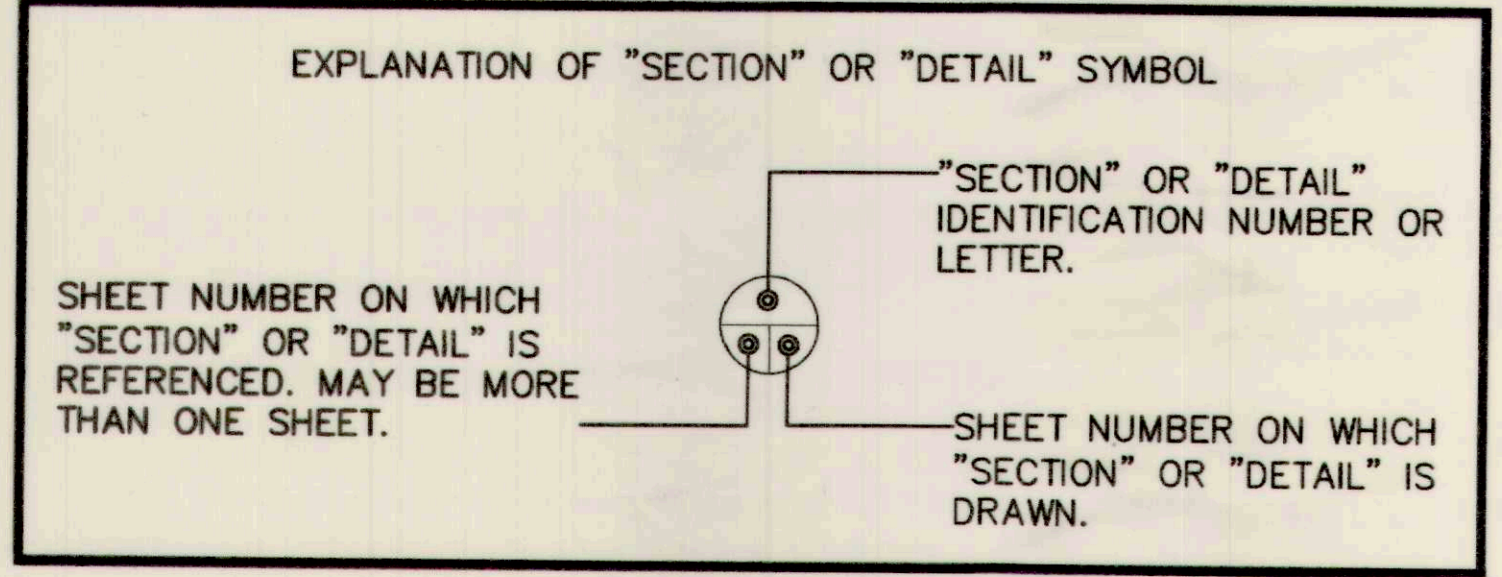 EXPLANATION OF "SECTION" OR "DETAIL" SYMBOL
"SECTION" OR "DETAIL"
IDENTIFICATION NUMBER OR
LETTER.
SHEET NUMBER ON WHICH
"SECTION" OR "DETAIL" IS
REFERENCED. MAY BE MORE
THAN ONE SHEET.
SHEET NUMBER ON WHICH
"SECTION" OR "DETAIL" IS
DRAWN.